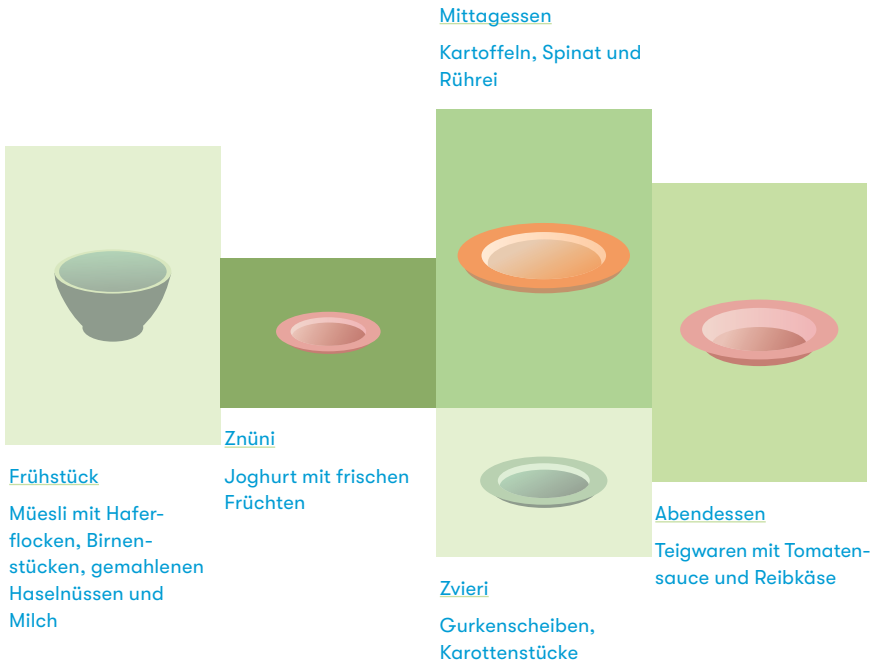 Mittagessen
Kartoffeln, Spinat und
Rührei
Frühstück
Müesli mit Hafer-
flocken, Birnen-
stücken, gemahlenen
Haselnüssen und
Milch
Znüni
Joghurt mit frischen
Früchten
Zvieri
Gurkenscheiben,
Karottenstücke
Abendessen
Teigwaren mit Tomaten-
sauce und Reibkäse